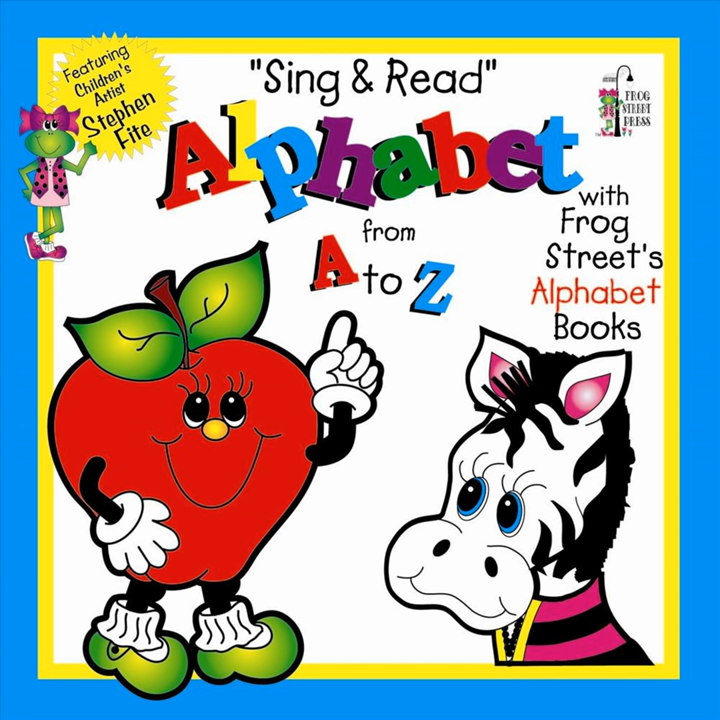 Featuring
Children's
Artist
Stephen
Fite
"Sing & Read"
FROG
STREET
PRESS
Alphabet
from
A to Z
with
Frog
Street's
Alphabet
Books